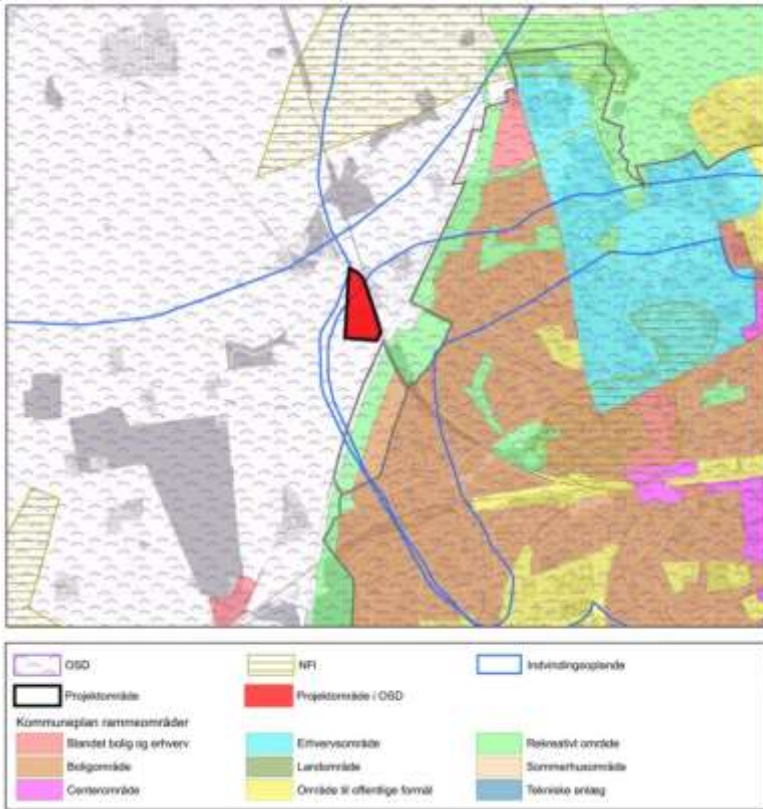 OSD
NFI
Indvindingsoplande
Projektområde
Projektområde i OSD
Kommuneplan rammeområder
Blandet bolig og erhverv
Erhvervsområde
Rekreativt område
Boligområde
Landområde
Sommerhusområde
Centerområde
Område til offentlige formål
Tekniske anlæg